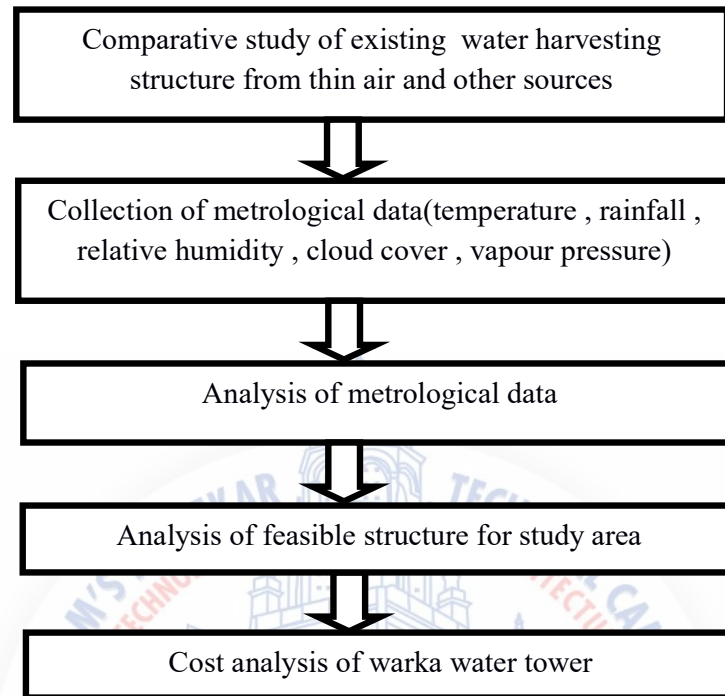 Comparative study of existing water harvesting
structure from thin air and other sources
Collection of metrological data(temperature , rainfall ,
relative humidity , cloud cover , vapour pressure)
Analysis of metrological data
Analysis of feasible structure for study area
Cost analysis of warka water tower